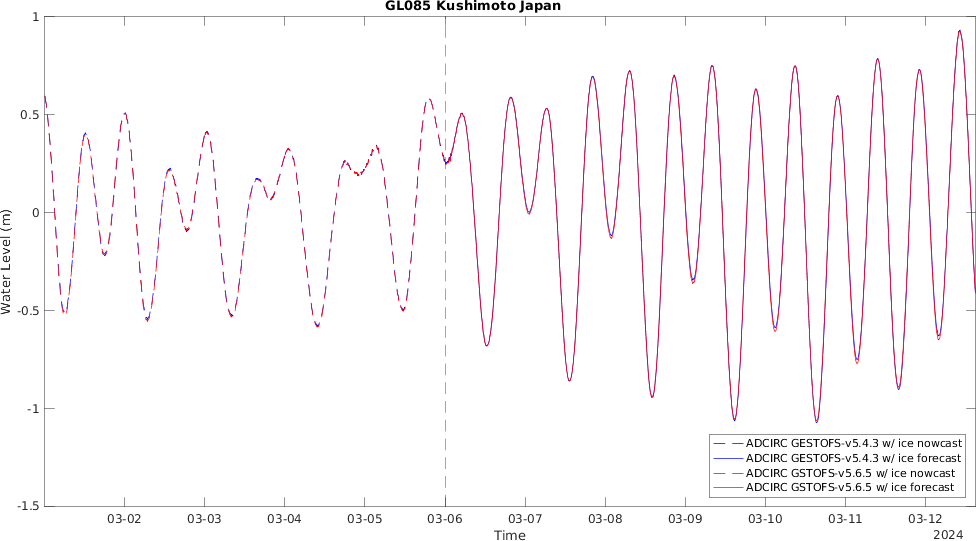 GL085 Kushimoto Japan
1
0.5
0
-0.5
-1
-1.5
Water Level (m)
ADCIRC GESTOFS-v5.4.3 w/ ice nowcast
ADCIRC GESTOFS-v5.4.3 w/ ice forecast
ADCIRC GSTOFS-v5.6.5 w/ ice nowcast
ADCIRC GSTOFS-v5.6.5 w/ ice forecast
03-02 03-03 03-04 03-05 03-06 03-07 03-08 03-09 03-10 03-11 03-12
Time
2024